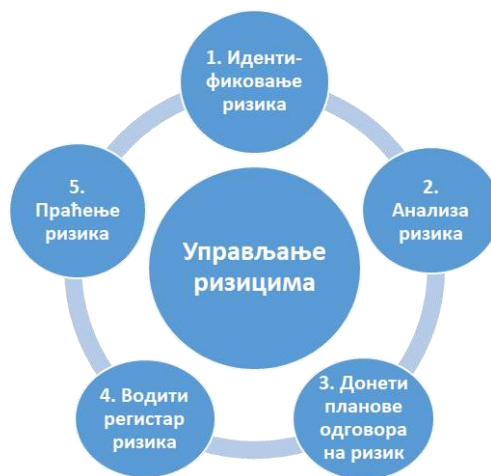 1. Иденти-
фиковање
ризика
2.
Анализа
ризика
3. Донети
планове
одговора
на ризик
4. Водити
регистар
ризика
5.
Праћење
ризика
Управљање
ризицима